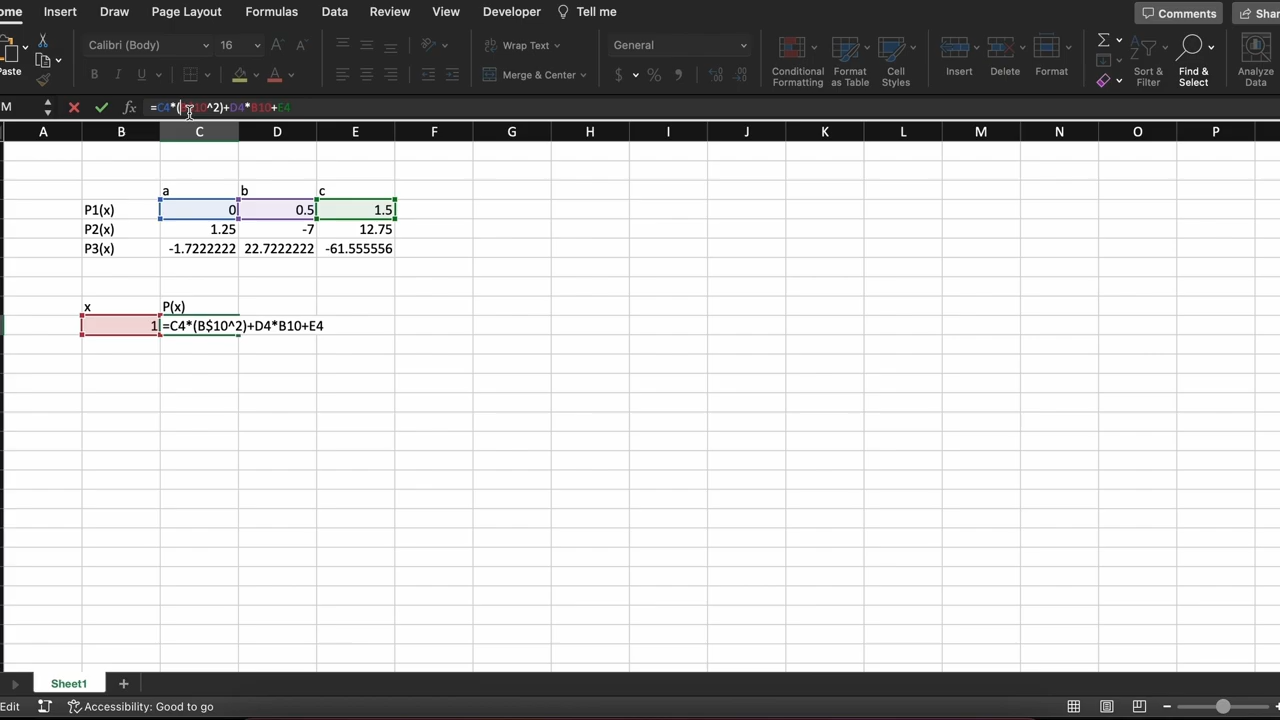 ome Insert Draw Page Layout Formulas Data Review View Developer Tell me Comments Shar
Calibri (Body) 16 Wrap Text General
Paste B I U Merge & Center $ % Conditional Formatting Format as Table Cell Styles Insert Delete Format Sort & Filter Find & Select Analyze Data
M fx =C4*(B$10^2)+D4*B10+E4
A B C D E F G H I J K L M N O P
a b c
P1(x) 0 0.5 1.5
P2(x) 1.25 -7 12.75
P3(x) -1.7222222 22.7222222 -61.555556
x P(x)
1 =C4*(B$10^2)+D4*B10+E4
Sheet1 +
Edit Accessibility: Good to go